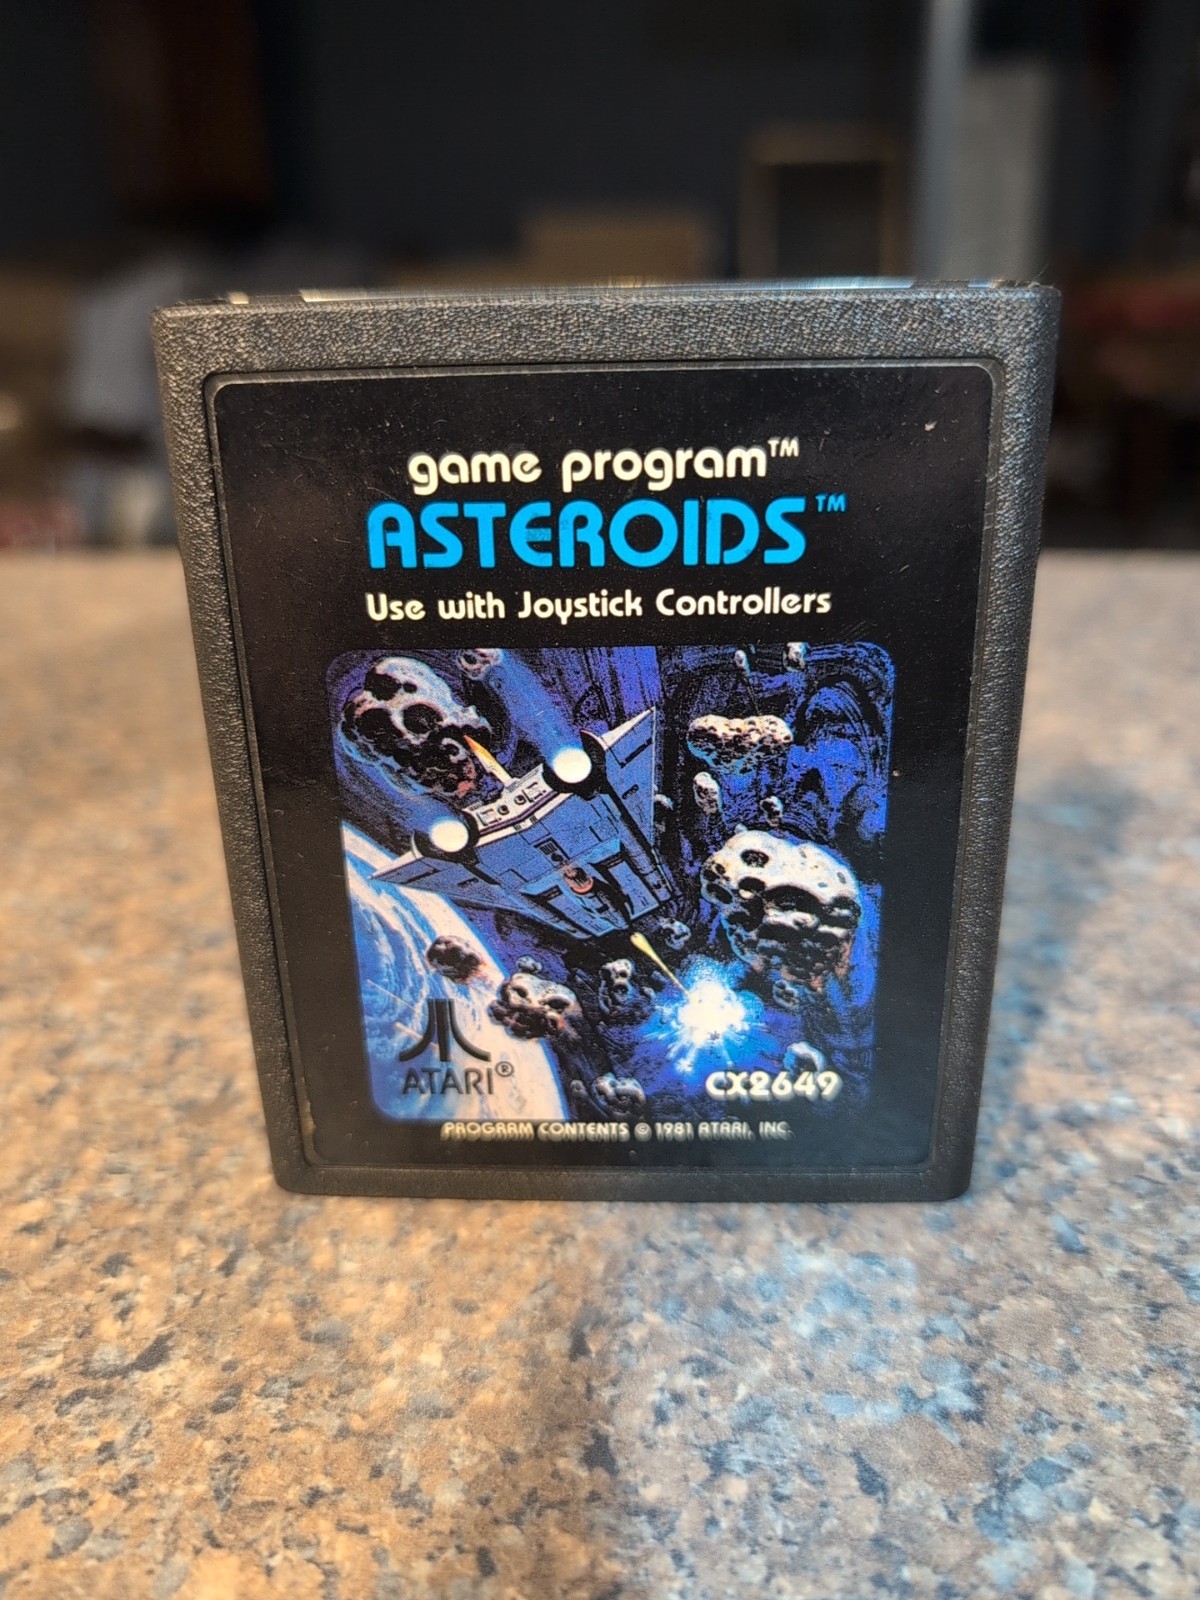 game program™
ASTEROIDS™
Use with Joystick Controllers
ATARI®
CX2649
PROGRAM CONTENTS © 1981 ATARI, INC.